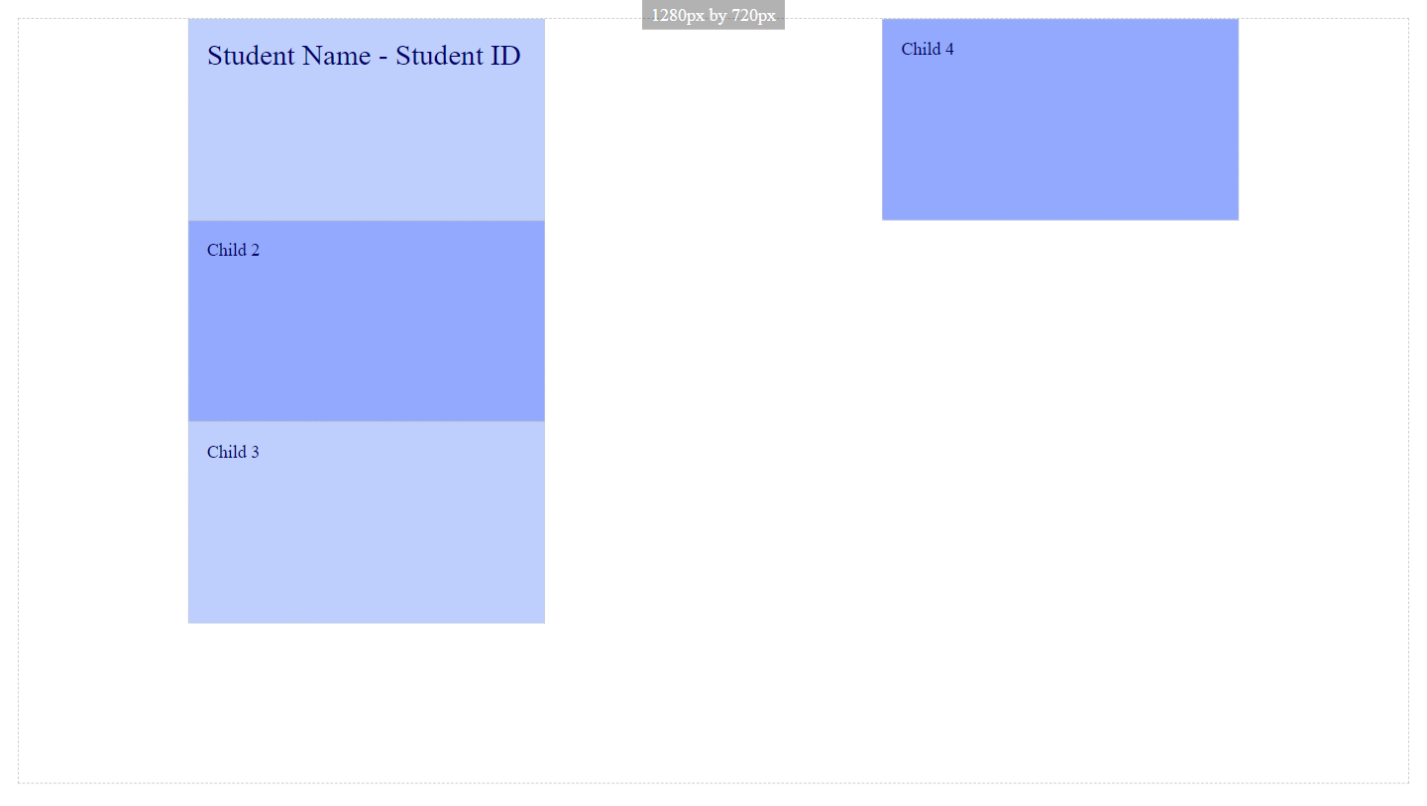 1280px by 720px
Student Name - Student ID
Child 2
Child 3
Child 4